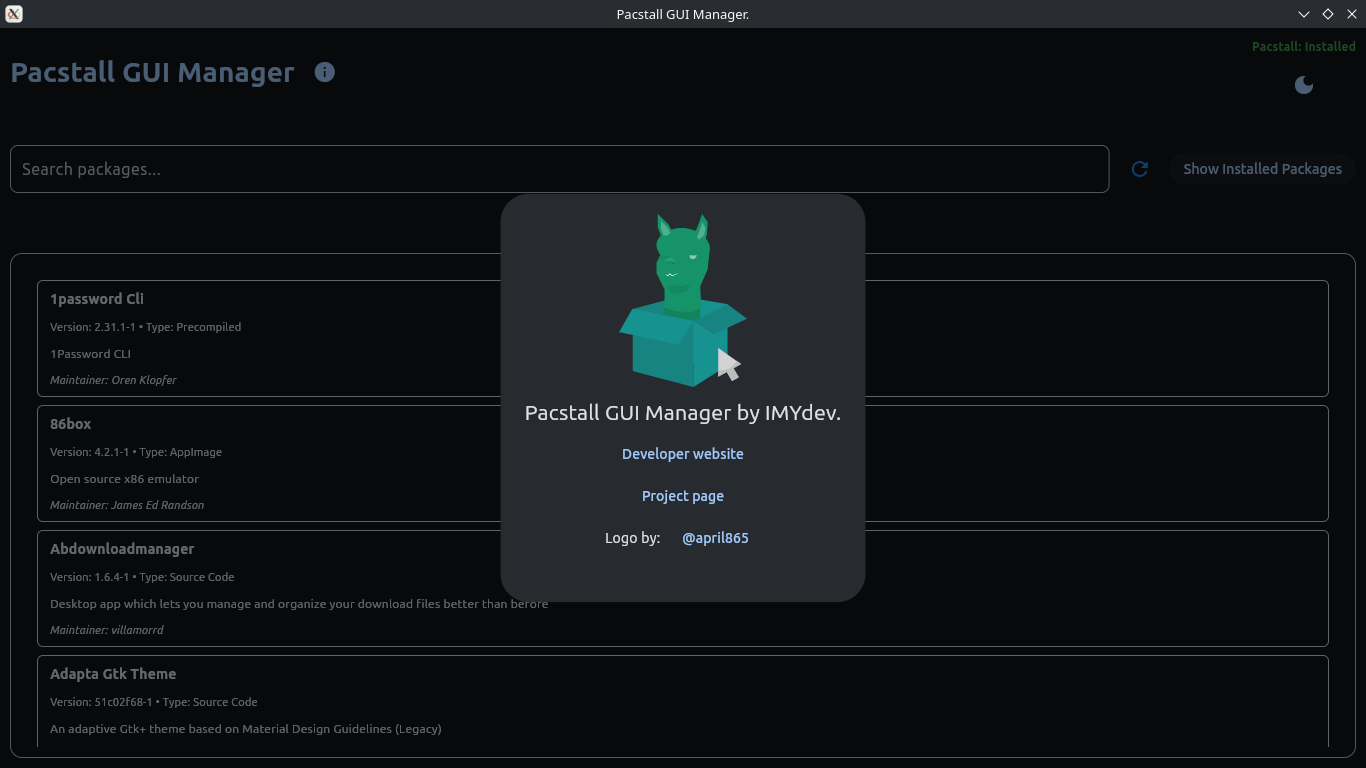 Pacstall GUI Manager.
Pacstall: Installed
Pacstall GUI Manager
Search packages...
Show Installed Packages
Pacstall GUI Manager by IMYdev.
Developer website
Project page
Logo by: @april865
1password Cli
Version: 2.31.1-1 • Type: Precompiled
1Password CLI
Maintainer: Oren Klopfer
86box
Version: 4.2.1-1 • Type: AppImage
Open source x86 emulator
Maintainer: James Ed Randson
Abdownloadmanager
Version: 1.6.4-1 • Type: Source Code
Desktop app which lets you manage and organize your download files better than before
Maintainer: villamorrd
Adapta Gtk Theme
Version: 51c02f68-1 • Type: Source Code
An adaptive Gtk+ theme based on Material Design Guidelines (Legacy)